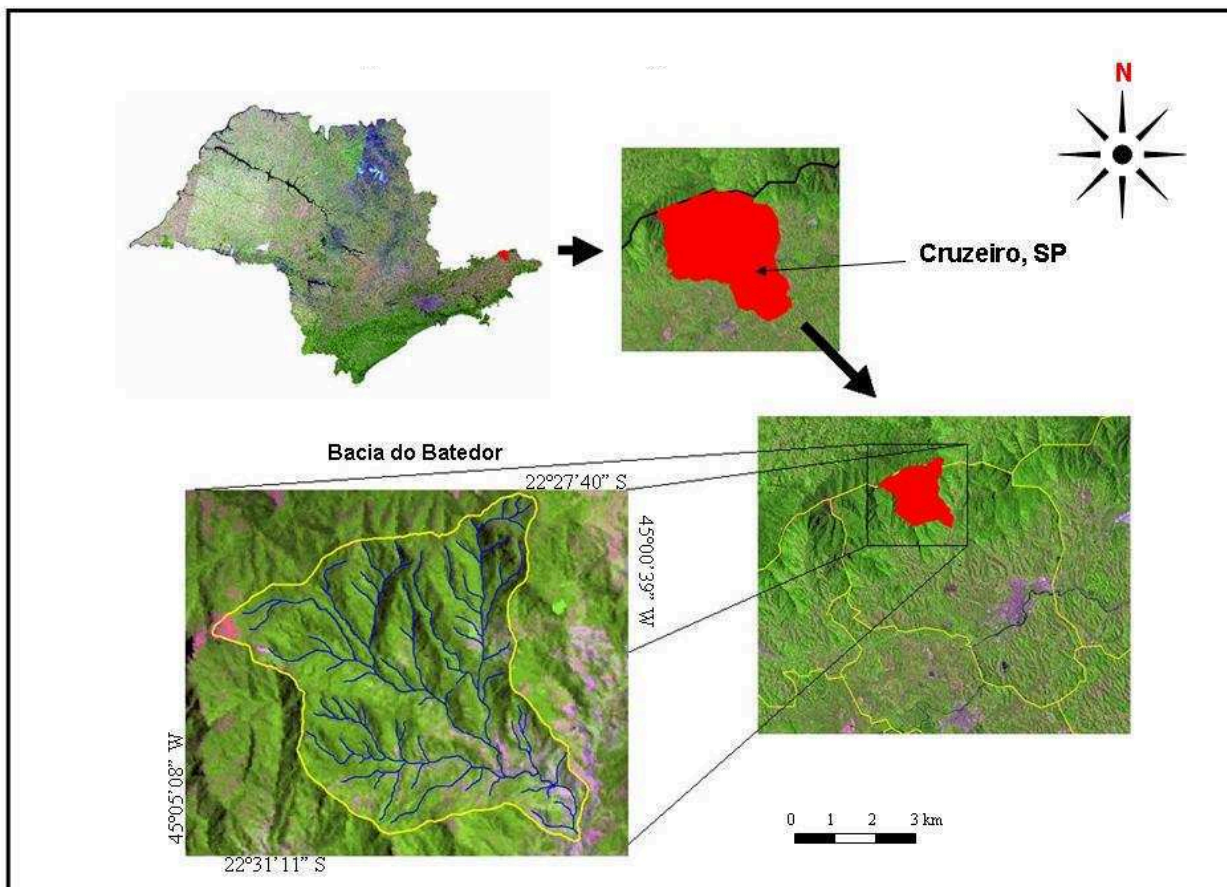 N
Cruzeiro, SP
Bacia do Batedor
22°27'40" S
45°00'39" W
45°05'08" W
22°31'11" S
0 1 2 3 km